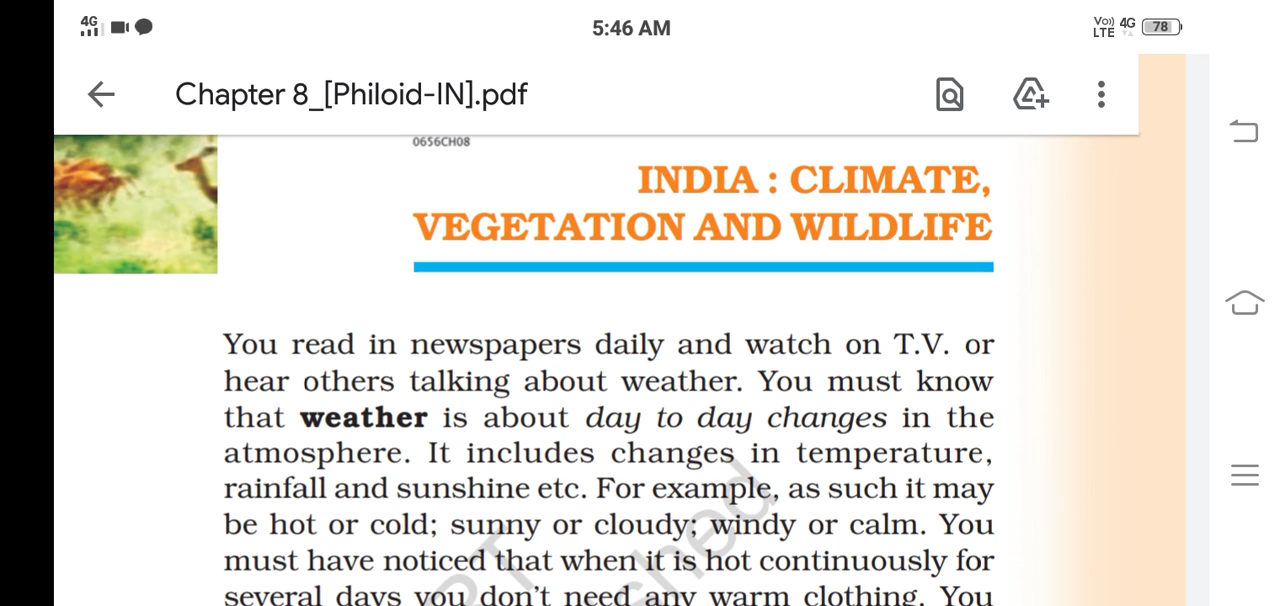 4G
5:46 AM
Vo)) 4G
LTE
78
Chapter 8_[Philoid-IN].pdf
0656CH08
INDIA : CLIMATE,
VEGETATION AND WILDLIFE
You read in newspapers daily and watch on T.V. or
hear others talking about weather. You must know
that weather is about day to day changes in the
atmosphere. It includes changes in temperature,
rainfall and sunshine etc. For example, as such it may
be hot or cold; sunny or cloudy; windy or calm. You
must have noticed that when it is hot continuously for
several days you don't need any warm clothing. You